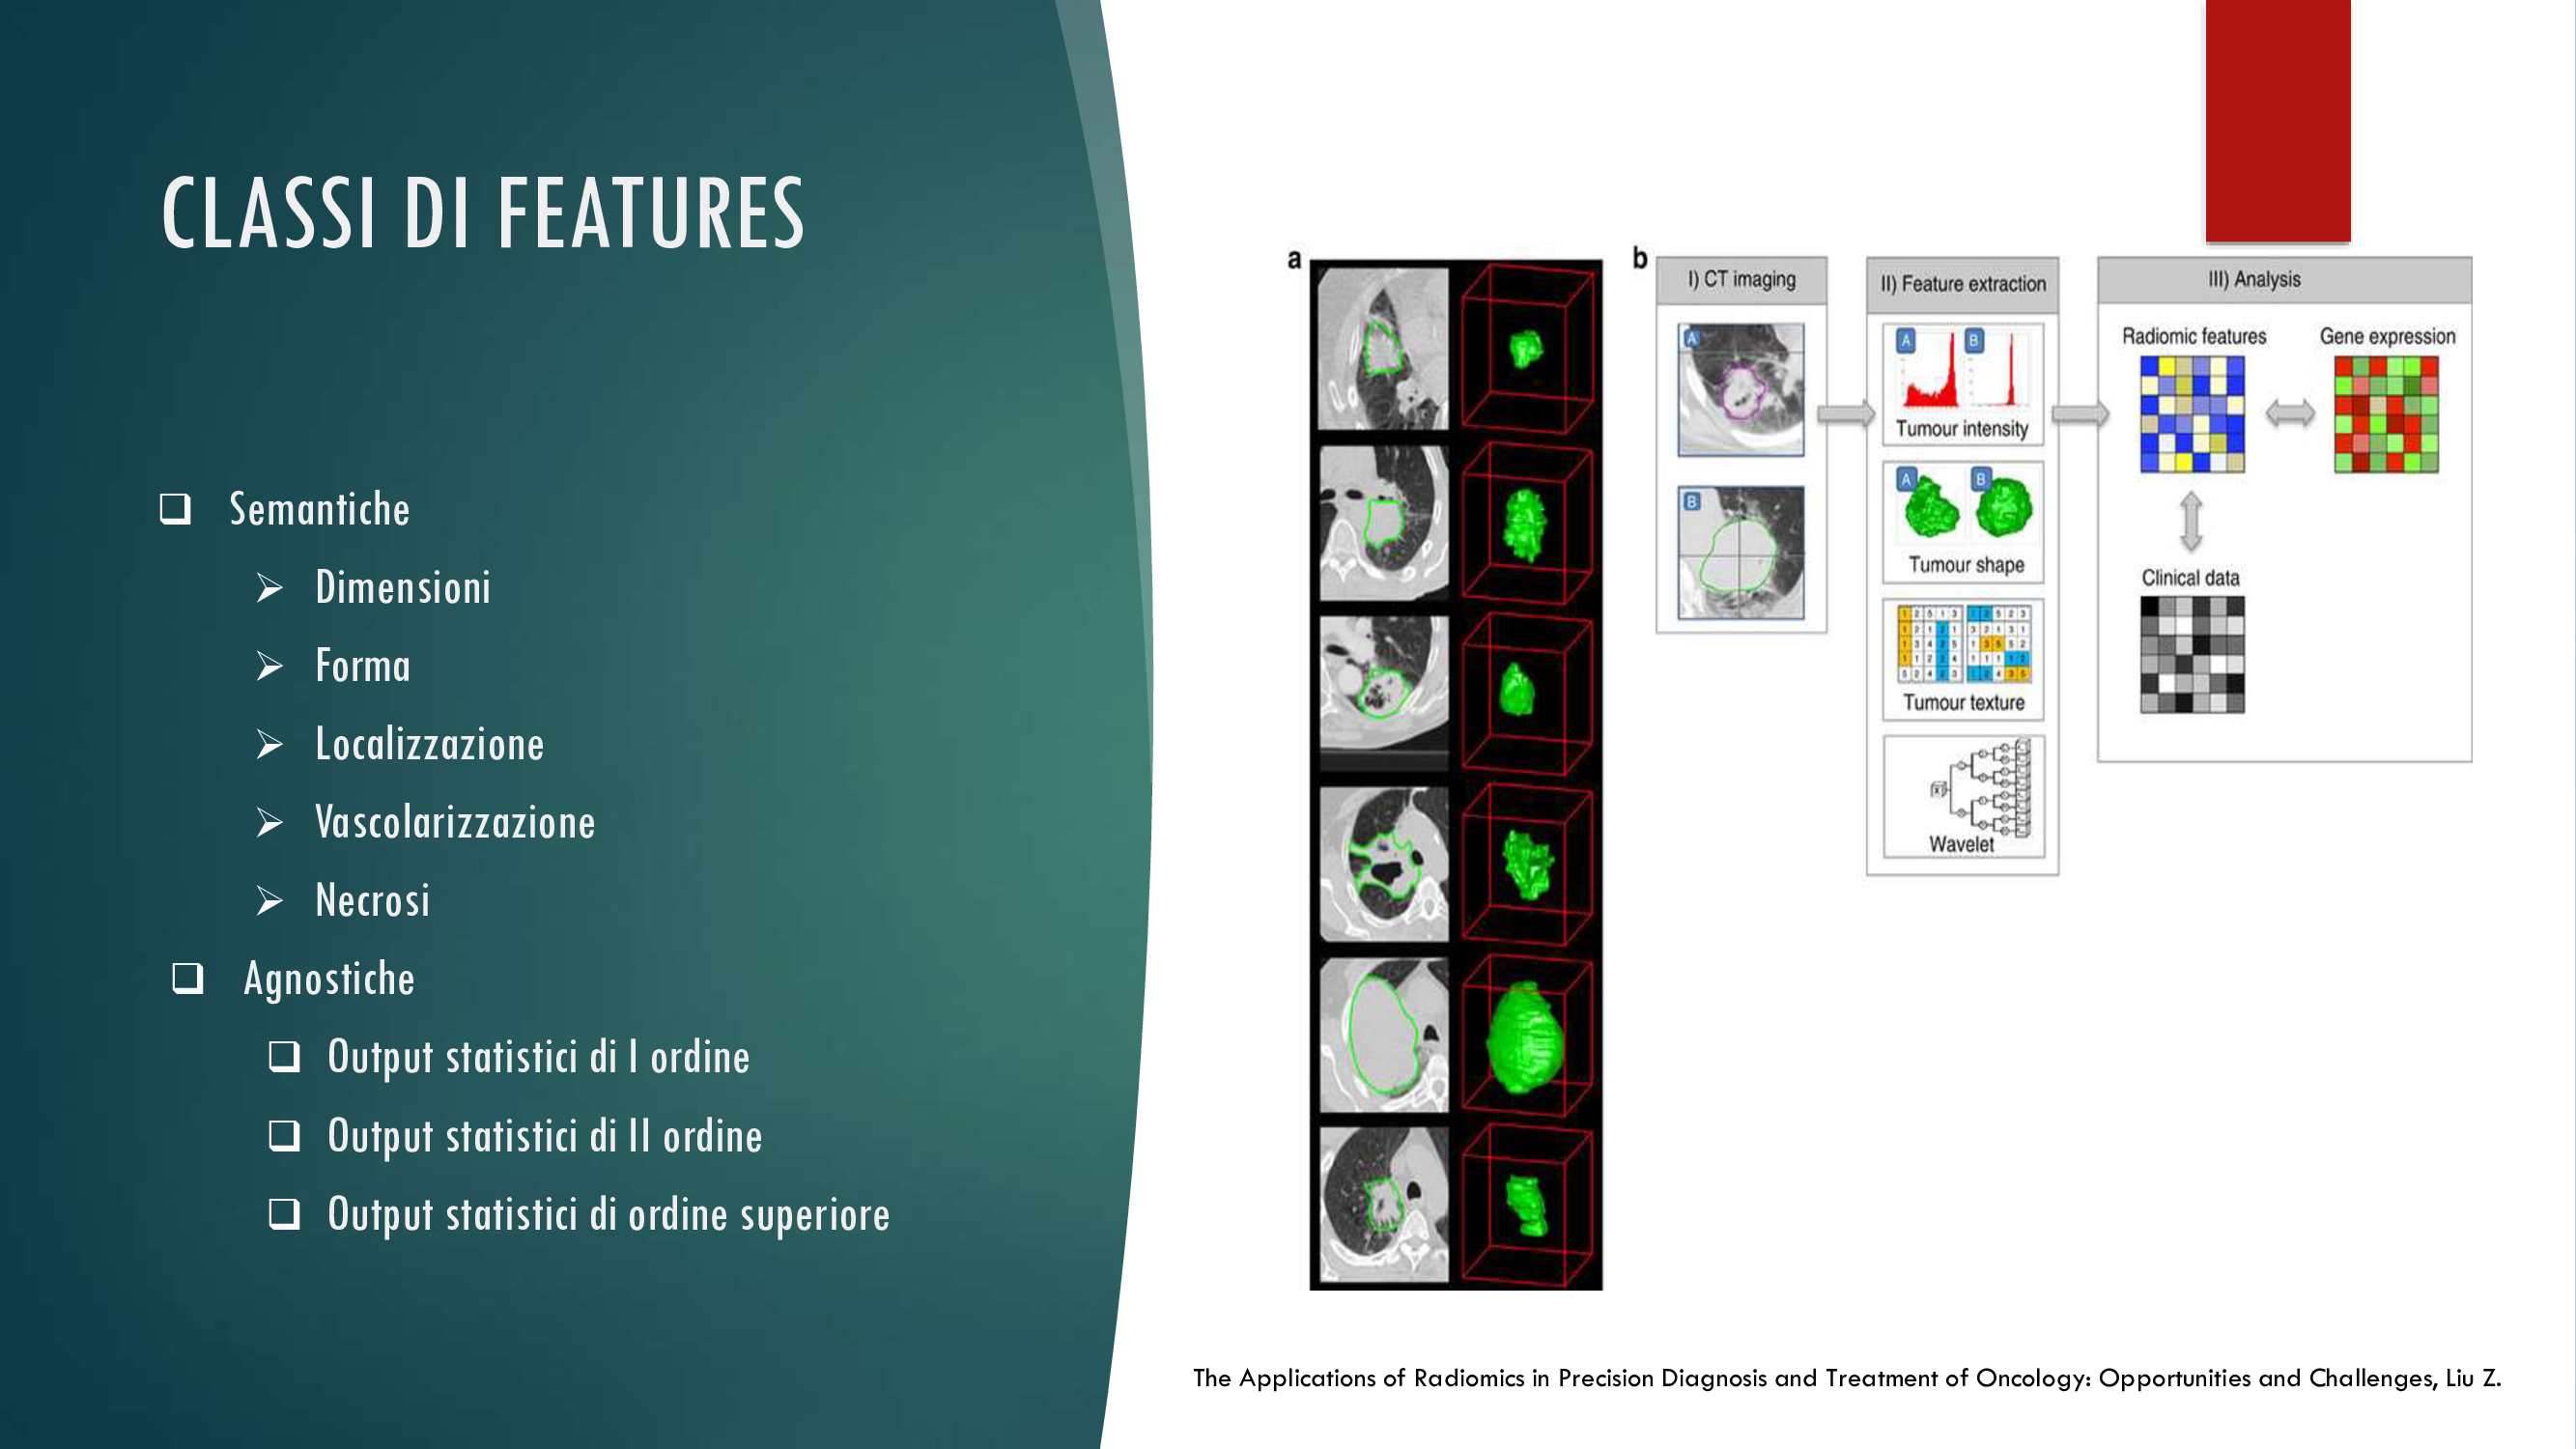 CLASSI DI FEATURES
Semantiche
Dimensioni
Forma
Localizzazione
Vascolarizzazione
Necrosi
Agnostiche
Output statistici di I ordine
Output statistici di II ordine
Output statistici di ordine superiore
a
b
I) CT imaging
A
B
II) Feature extraction
A B
Tumour intensity
A B
Tumour shape
Tumour texture
Wavelet
III) Analysis
Radiomic features
Gene expression
Clinical data
The Applications of Radiomics in Precision Diagnosis and Treatment of Oncology: Opportunities and Challenges, Liu Z.